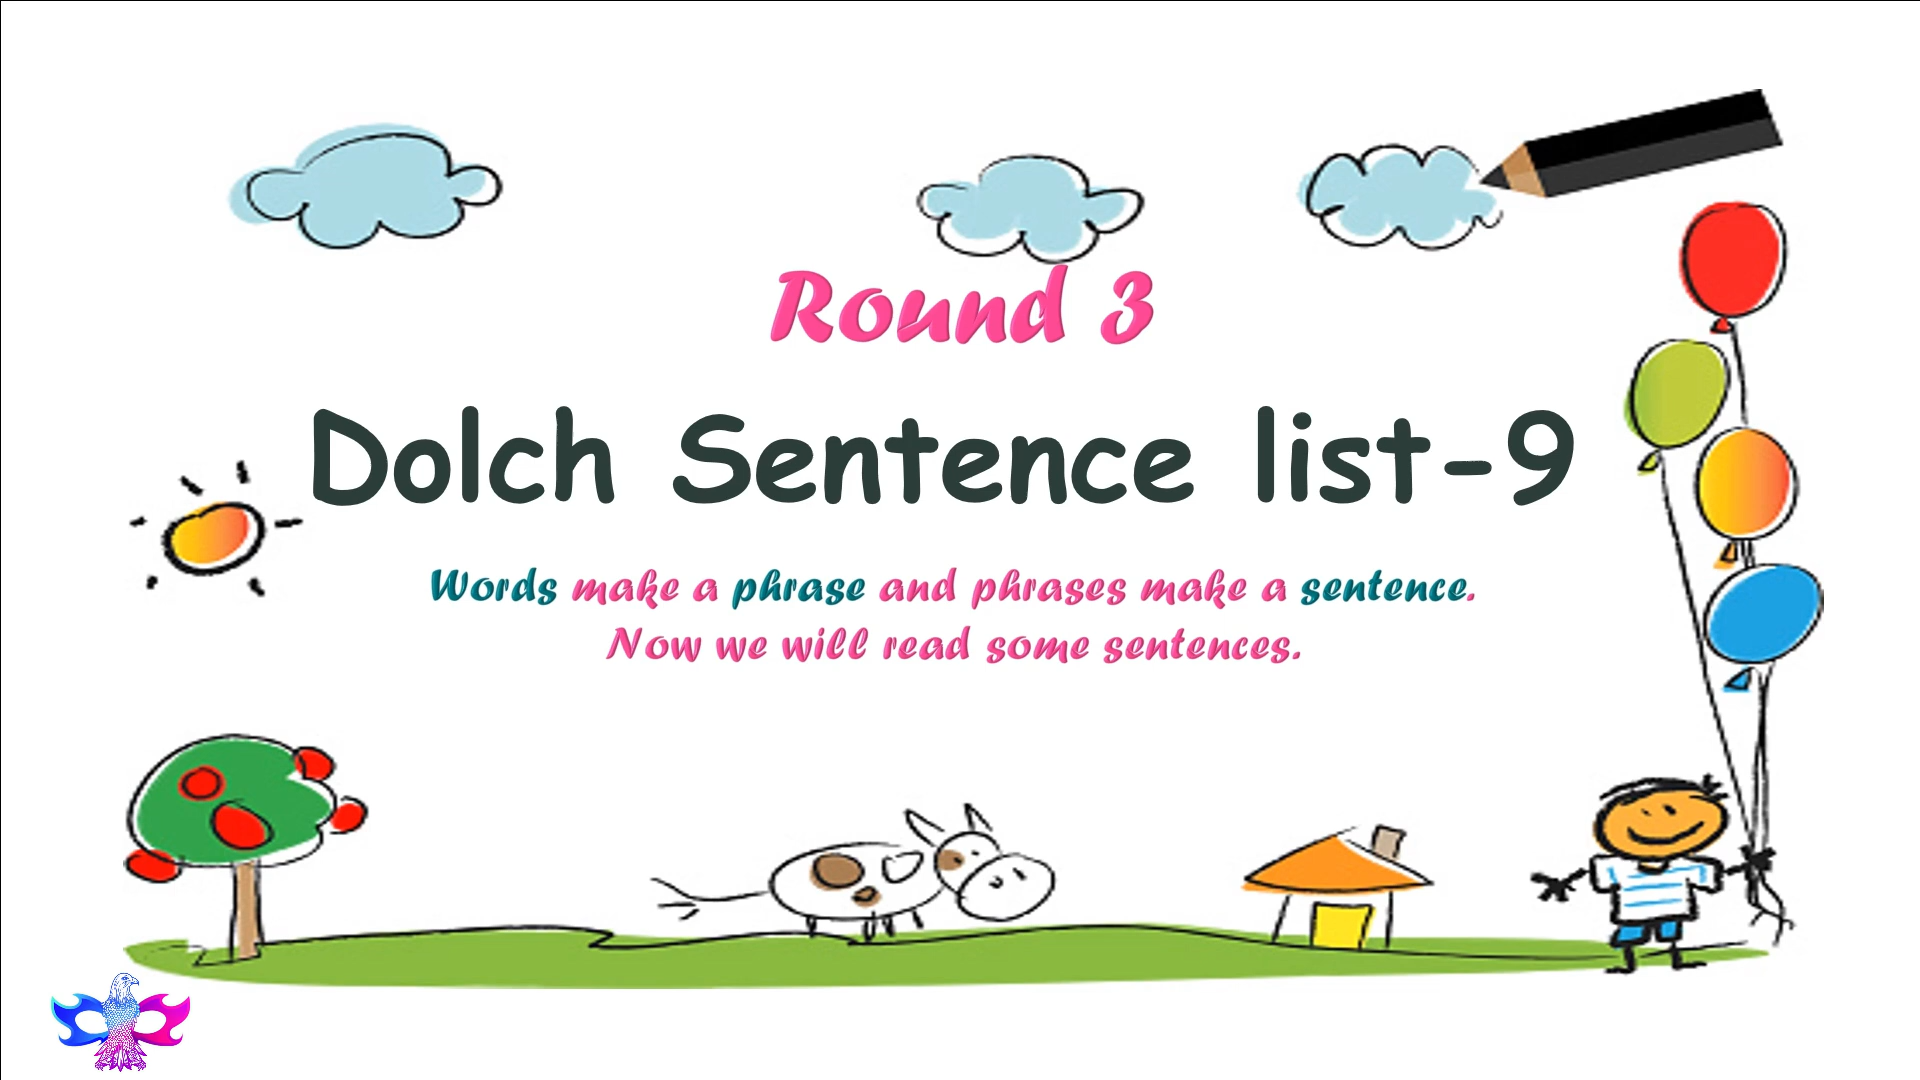 Round 3
Dolch Sentence list-9
Words make a phrase and phrases make a sentence.
Now we will read some sentences.